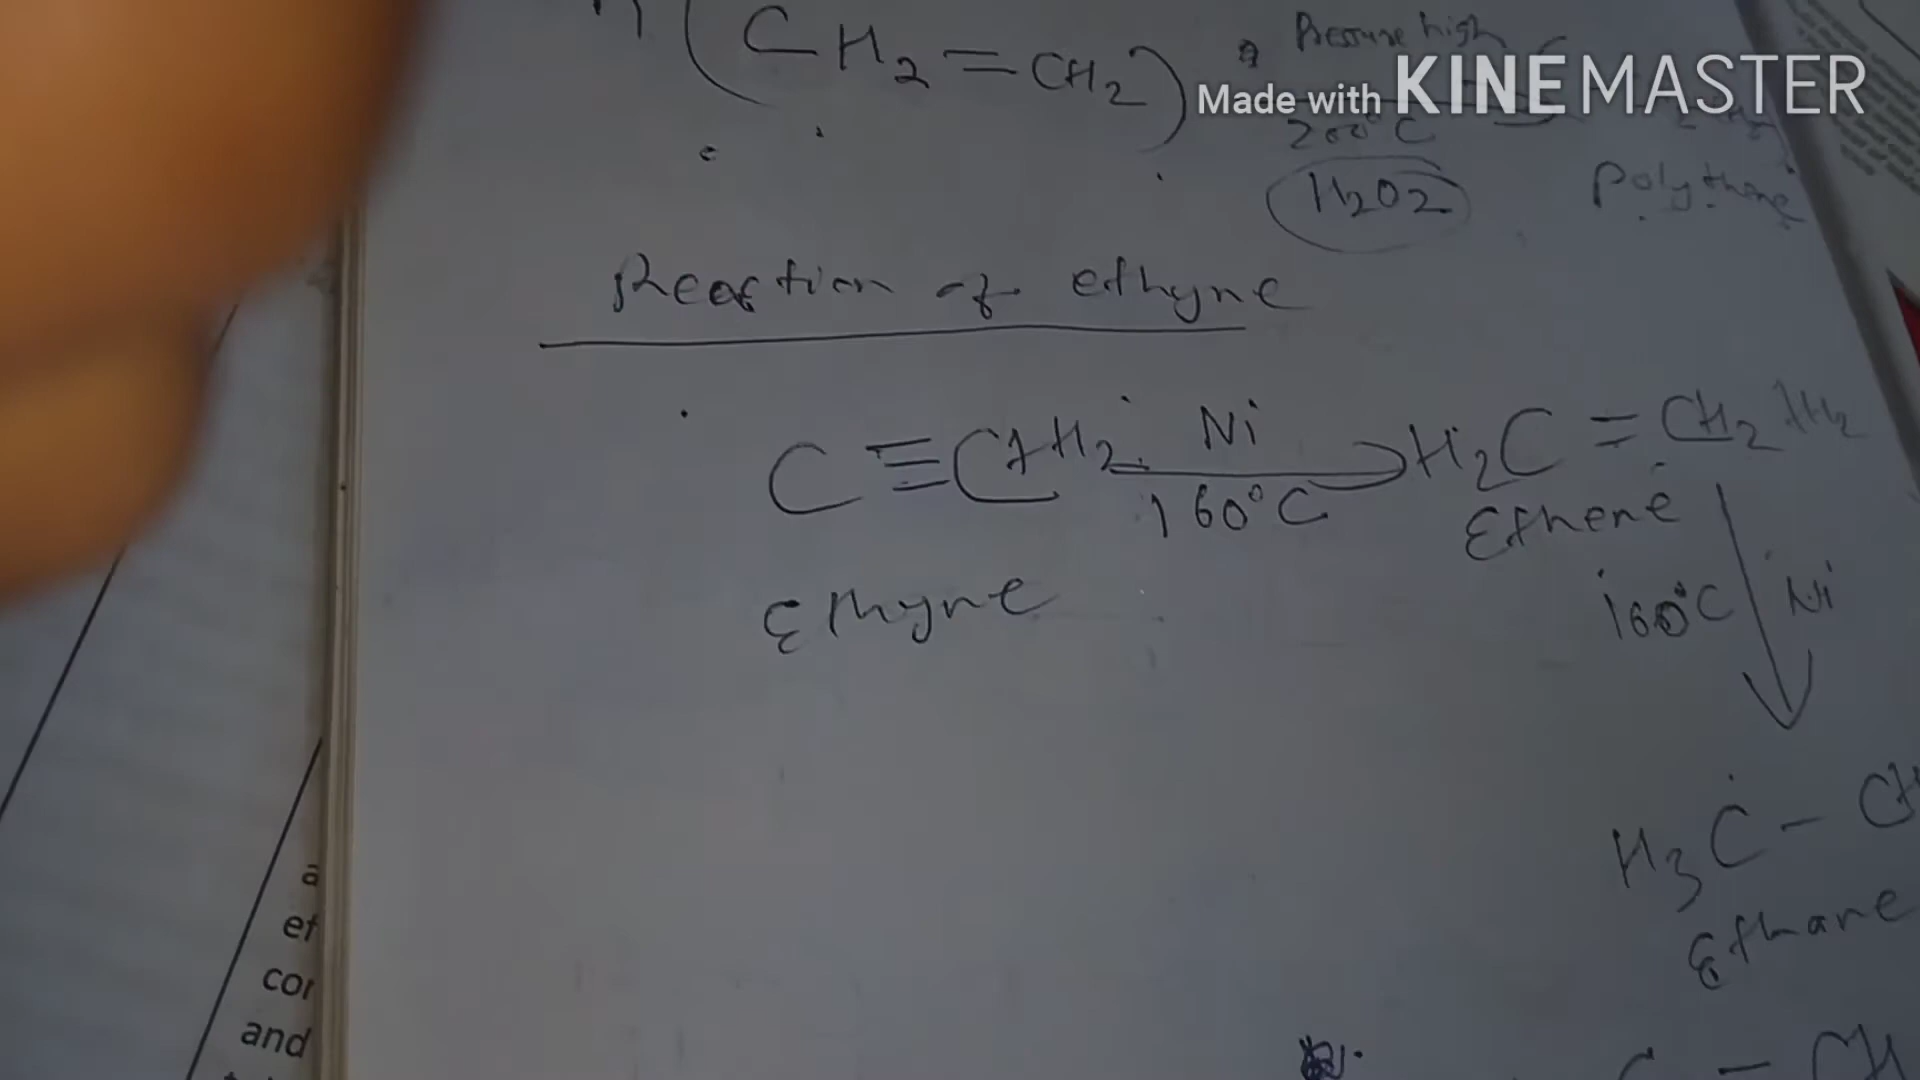 (CH2=CH2) Pressure high
Made with KINEMASTER
200°C
H2O2
Polythene
Reaction of ethyne
C≡C+H2 Ni H2C=CH2 +H2
160°C
Ethene
Ethyne
160°C Ni
H3C-CH
Ethane
C-CH
a
et
cor
and